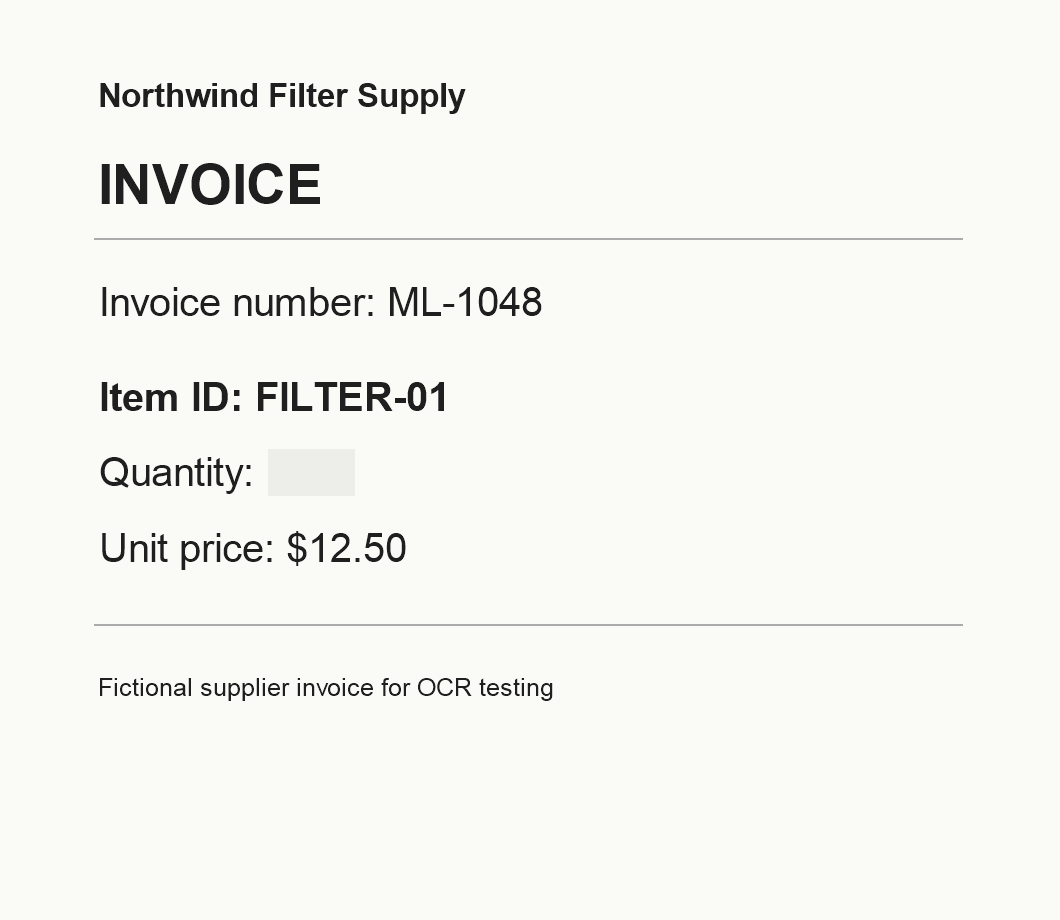 Northwind Filter Supply
INVOICE
Invoice number: ML-1048
Item ID: FILTER-01
Quantity:
Unit price: $12.50
Fictional supplier invoice for OCR testing